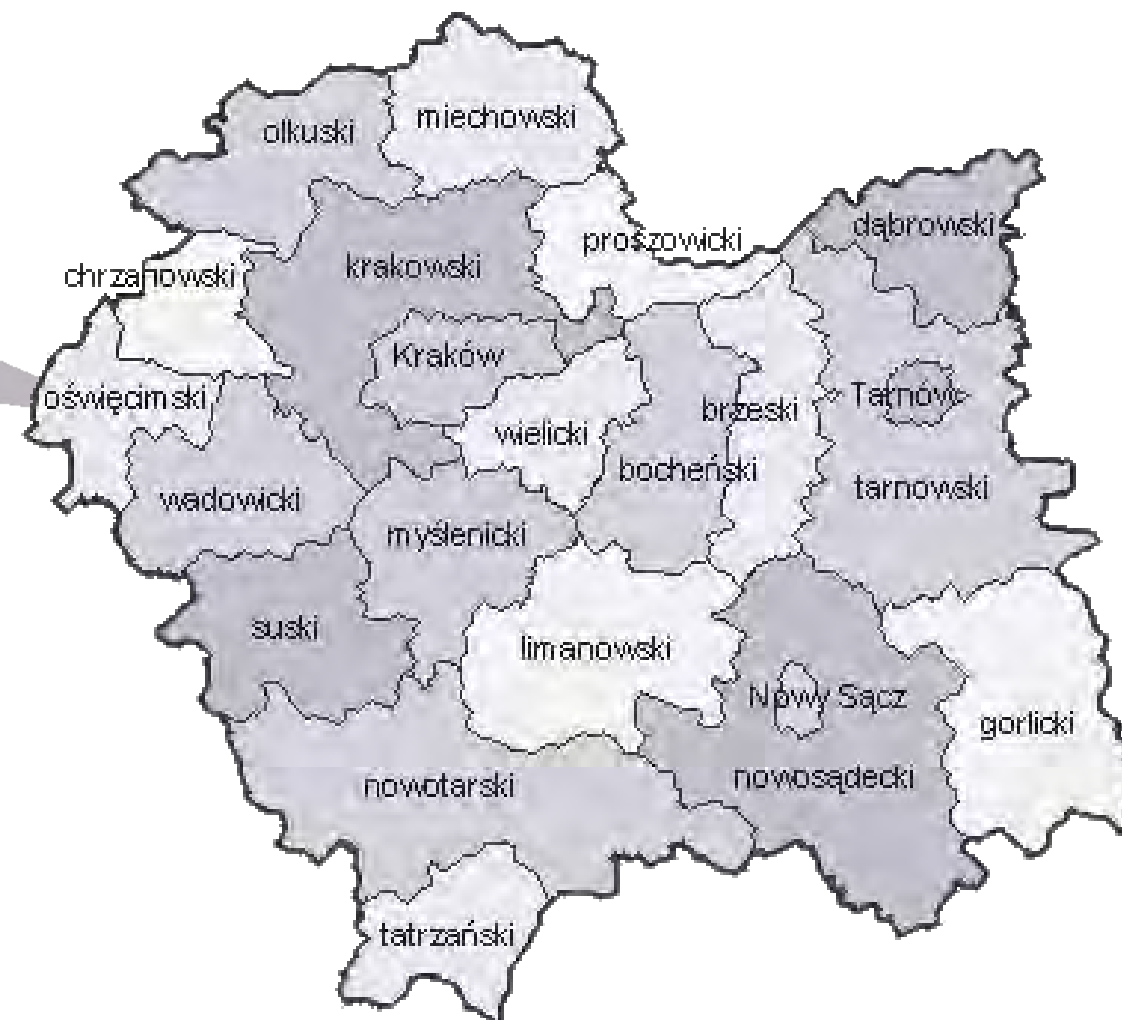 miechowski
olkuski
dąbrowski
proszowicki
chrzanowski
krakowski
Kraków
oświęcimski
Tarnów
brzeski
wielicki
bocheński
tarnowski
wadowicki
myślenicki
suski
limanowski
Nowy Sącz
gorlicki
nowosądecki
nowotarski
tatrzański